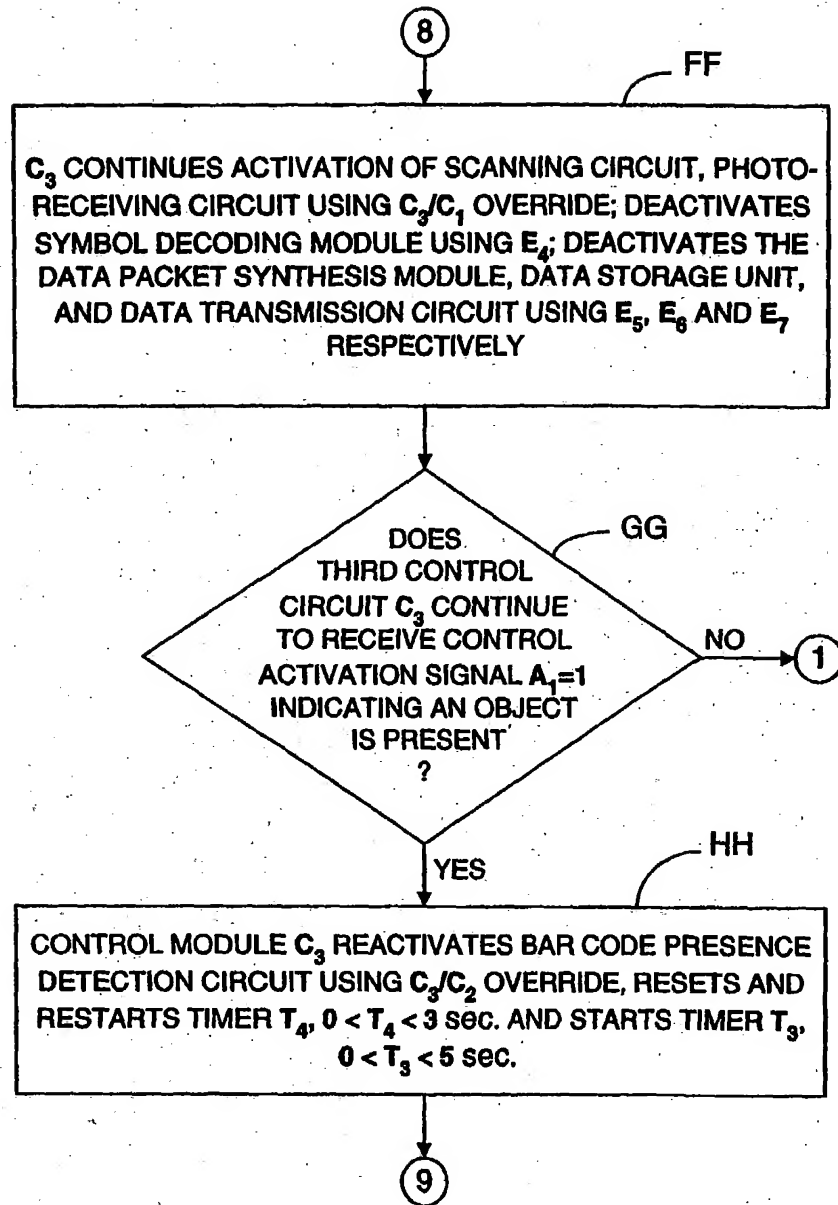 8
FF
C₃ CONTINUES ACTIVATION OF SCANNING CIRCUIT, PHOTO-
RECEIVING CIRCUIT USING C₃/C₁ OVERRIDE; DEACTIVATES
SYMBOL DECODING MODULE USING E₄; DEACTIVATES THE
DATA PACKET SYNTHESIS MODULE, DATA STORAGE UNIT,
AND DATA TRANSMISSION CIRCUIT USING E₅, E₆ AND E₇
RESPECTIVELY
GG
DOES
THIRD CONTROL
CIRCUIT C₃ CONTINUE
TO RECEIVE CONTROL
ACTIVATION SIGNAL A₁=1
INDICATING AN OBJECT
IS PRESENT
?
NO
1
YES
HH
CONTROL MODULE C₃ REACTIVATES BAR CODE PRESENCE
DETECTION CIRCUIT USING C₃/C₂ OVERRIDE, RESETS AND
RESTARTS TIMER T₄, 0 < T₄ < 3 sec. AND STARTS TIMER T₃,
0 < T₃ < 5 sec.
9